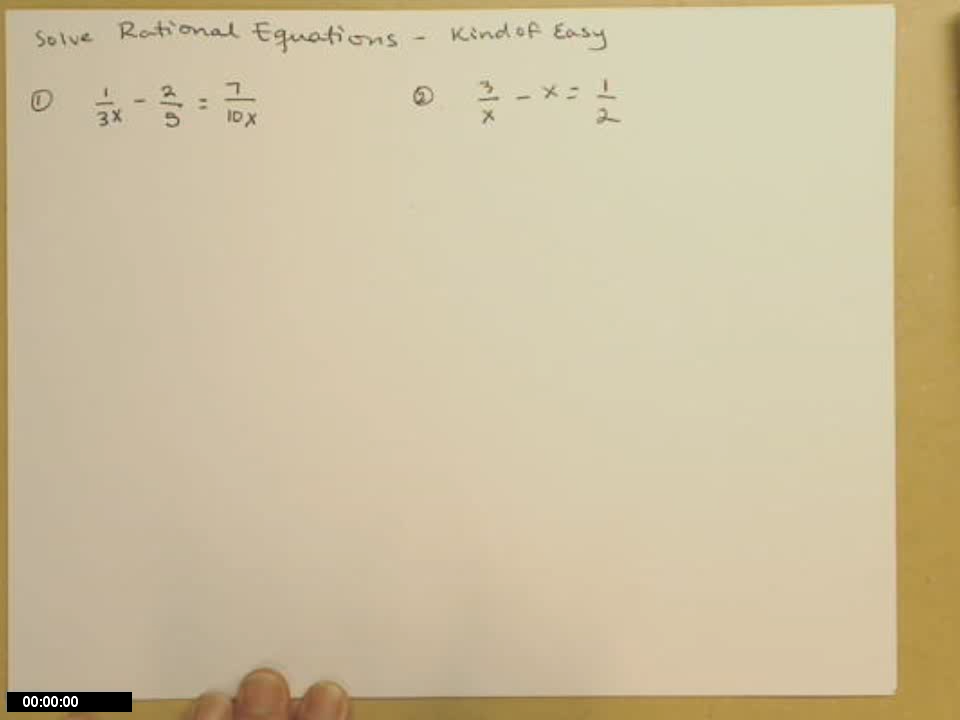 Solve Rational Equations - Kind of Easy
① 1/3x - 2/5 = 7/10x ② 3/x - x = 1/2
00:00:00